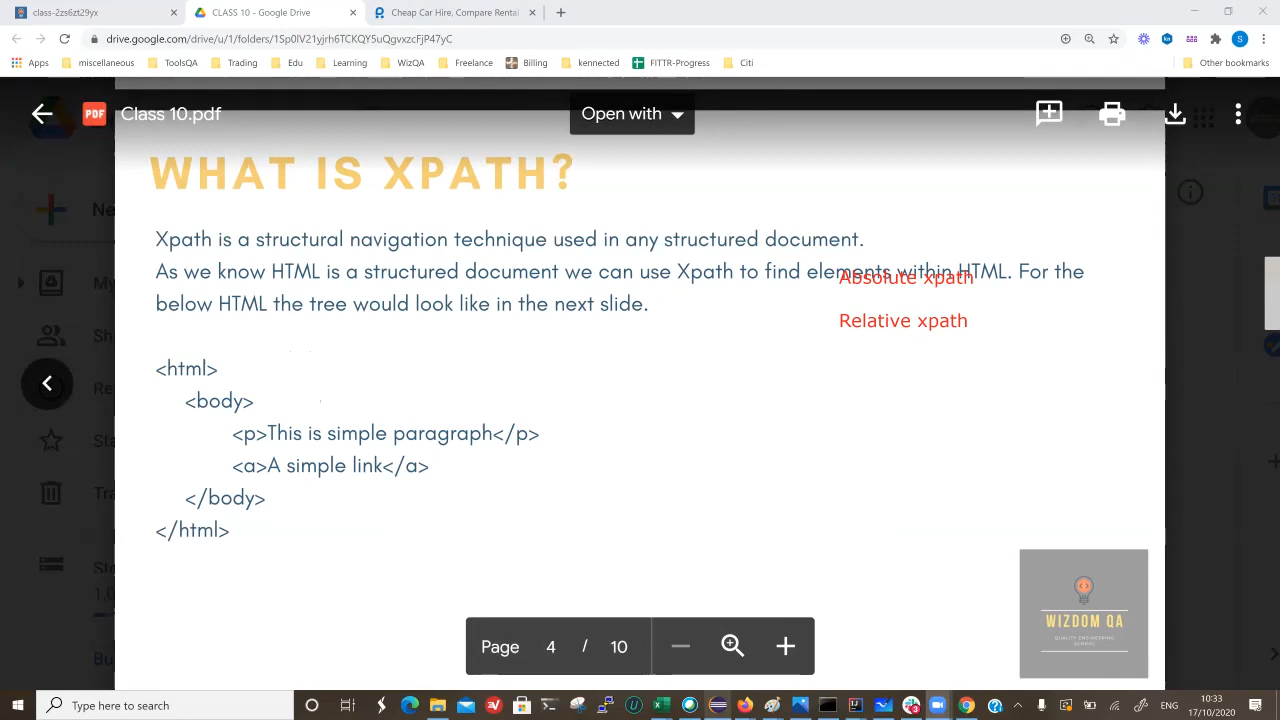 class-2zs6zt29yx
CLASS 10 - Google Drive
Cheap Car Hire, Compare Rental
drive.google.com/drive/u/1/folders/1Sp0lV21yjrh6TCKQY5uQgvxzcFjP47yC
Apps miscellaneous ToolsQA Trading Edu Learning WizQA Freelance Billing kennected FITTR-Progress Citi Other bookmarks
PDF Class 10.pdf Open with
WHAT IS XPATH?
Xpath is a structural navigation technique used in any structured document.
As we know HTML is a structured document we can use Xpath to find elements within HTML. For the
below HTML the tree would look like in the next slide.
Absolute xpath
Relative xpath
<html>
<body>
<p>This is simple paragraph</p>
<a>A simple link</a>
</body>
</html>
WIZDOM QA
QUALITY ENGINEERING
SCHOOL
Page 4 / 10
Type here to search
ENG
10:33
17/10/2020